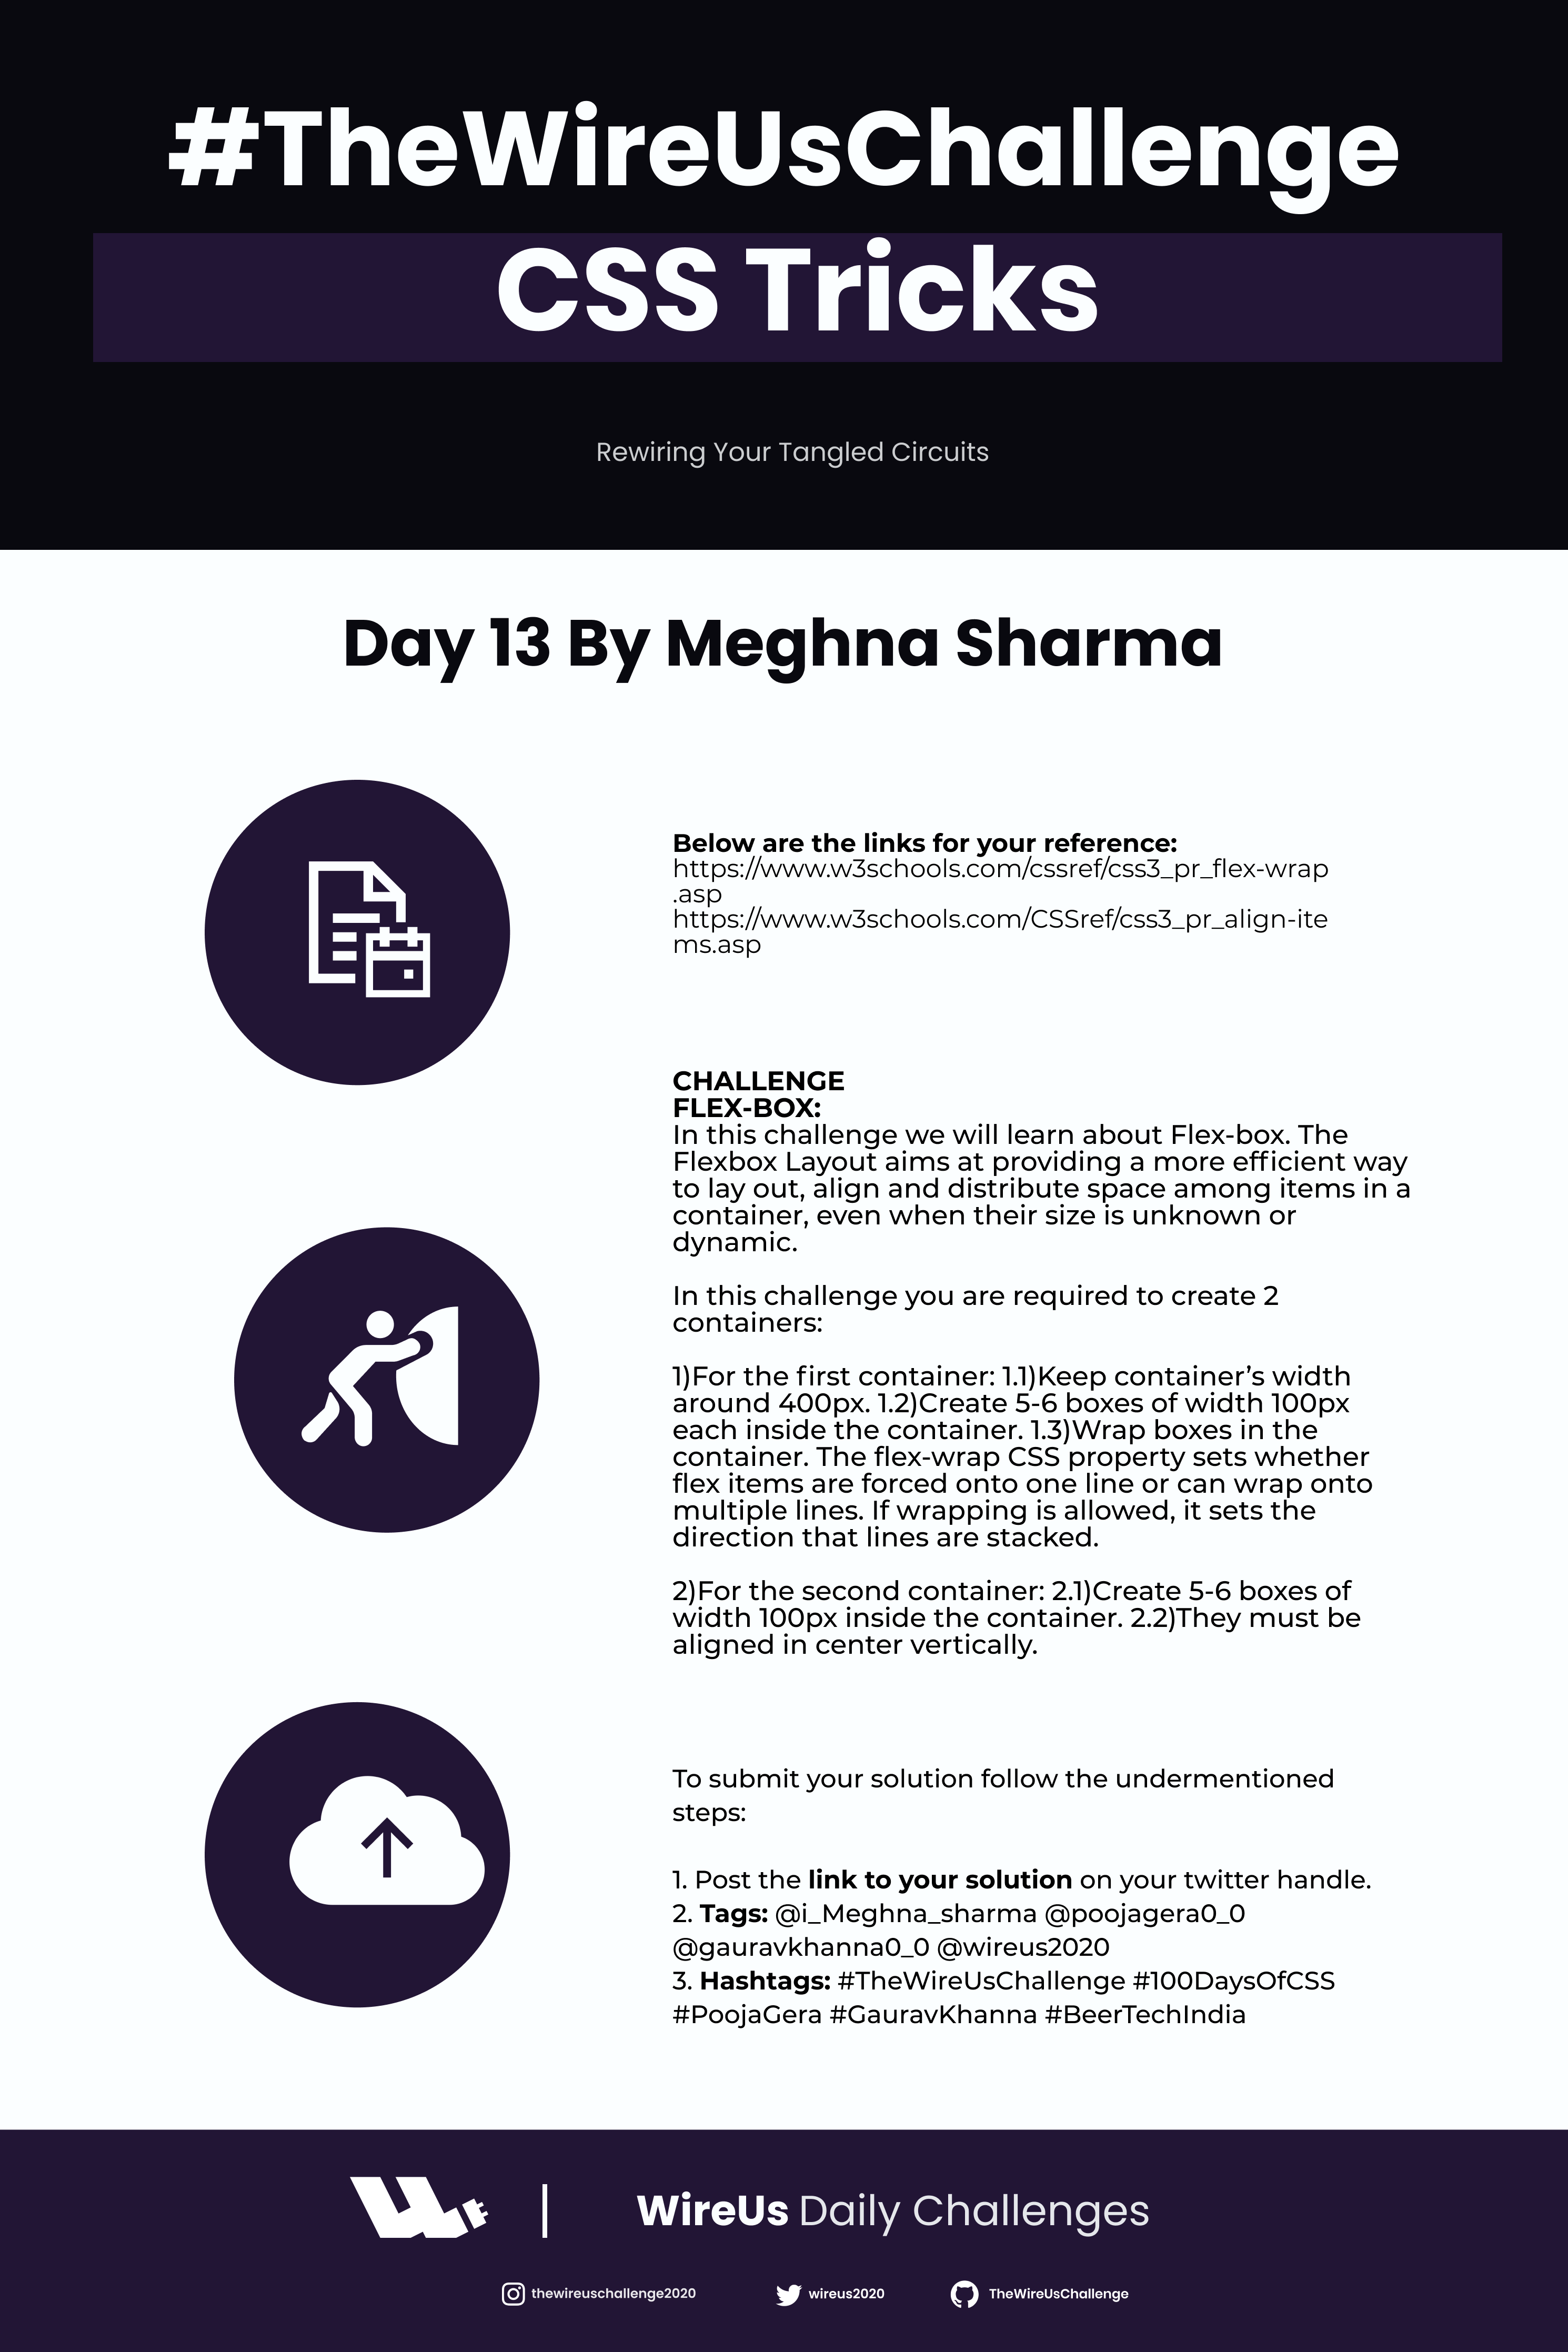 #TheWireUsChallenge
CSS Tricks
Rewiring Your Tangled Circuits
Day 13 By Meghna Sharma
Below are the links for your reference:
https://www.w3schools.com/cssref/css3_pr_flex-wrap
.asp
https://www.w3schools.com/CSSref/css3_pr_align-ite
ms.asp
CHALLENGE
FLEX-BOX:
In this challenge we will learn about Flex-box. The
Flexbox Layout aims at providing a more efficient way
to lay out, align and distribute space among items in a
container, even when their size is unknown or
dynamic.
In this challenge you are required to create 2
containers:
1)For the first container: 1.1)Keep container’s width
around 400px. 1.2)Create 5-6 boxes of width 100px
each inside the container. 1.3)Wrap boxes in the
container. The flex-wrap CSS property sets whether
flex items are forced onto one line or can wrap onto
multiple lines. If wrapping is allowed, it sets the
direction that lines are stacked.
2)For the second container: 2.1)Create 5-6 boxes of
width 100px inside the container. 2.2)They must be
aligned in center vertically.
To submit your solution follow the undermentioned
steps:
1. Post the link to your solution on your twitter handle.
2. Tags: @i_Meghna_sharma @poojagera0_0
@gauravkhanna0_0 @wireus2020
3. Hashtags: #TheWireUsChallenge #100DaysOfCSS
#PoojaGera #GauravKhanna #BeerTechIndia
WireUs Daily Challenges
thewireuschallenge2020 wireus2020 TheWireUsChallenge